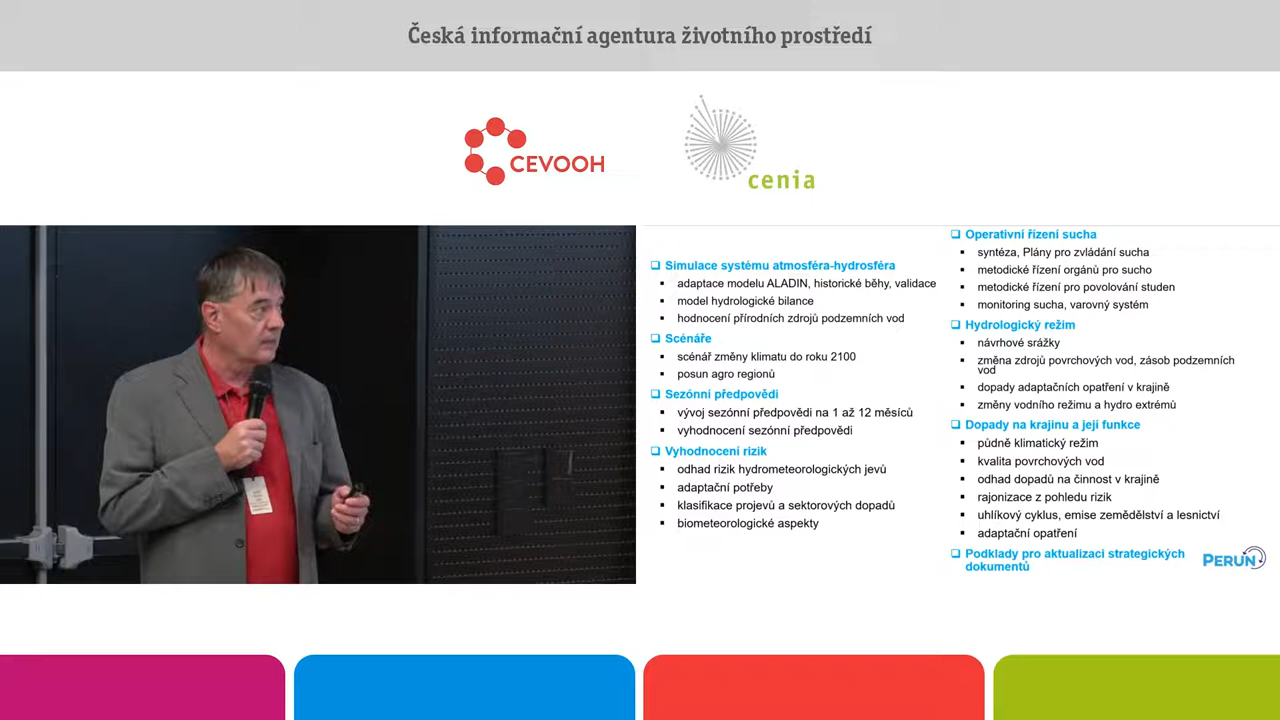 Česká informační agentura životního prostředí
CEVOOH
cenia
Simulace systému atmosféra-hydrosféra
adaptace modelu ALADIN, historické běhy, validace
model hydrologické bilance
hodnocení přírodních zdrojů podzemních vod
Scénáře
scénář změny klimatu do roku 2100
posun agro regionů
Sezónní předpovědi
vývoj sezónní předpovědi na 1 až 12 měsíců
vyhodnocení sezónní předpovědi
Vyhodnocení rizik
odhad rizik hydrometeorologických jevů
adaptační potřeby
klasifikace projevů a sektorových dopadů
biometeorologické aspekty
Operativní řízení sucha
syntéza, Plány pro zvládání sucha
metodické řízení orgánů pro sucho
metodické řízení pro povolování studen
monitoring sucha, varovný systém
Hydrologický režim
návrhové srážky
změna zdrojů povrchových vod, zásob podzemních
vod
dopady adaptačních opatření v krajině
změny vodního režimu a hydro extrémů
Dopady na krajinu a její funkce
půdně klimatický režim
kvalita povrchových vod
odhad dopadů na činnost v krajině
rajonizace z pohledu rizik
uhlíkový cyklus, emise zemědělství a lesnictví
adaptační opatření
Podklady pro aktualizaci strategických
dokumentů
PERUN